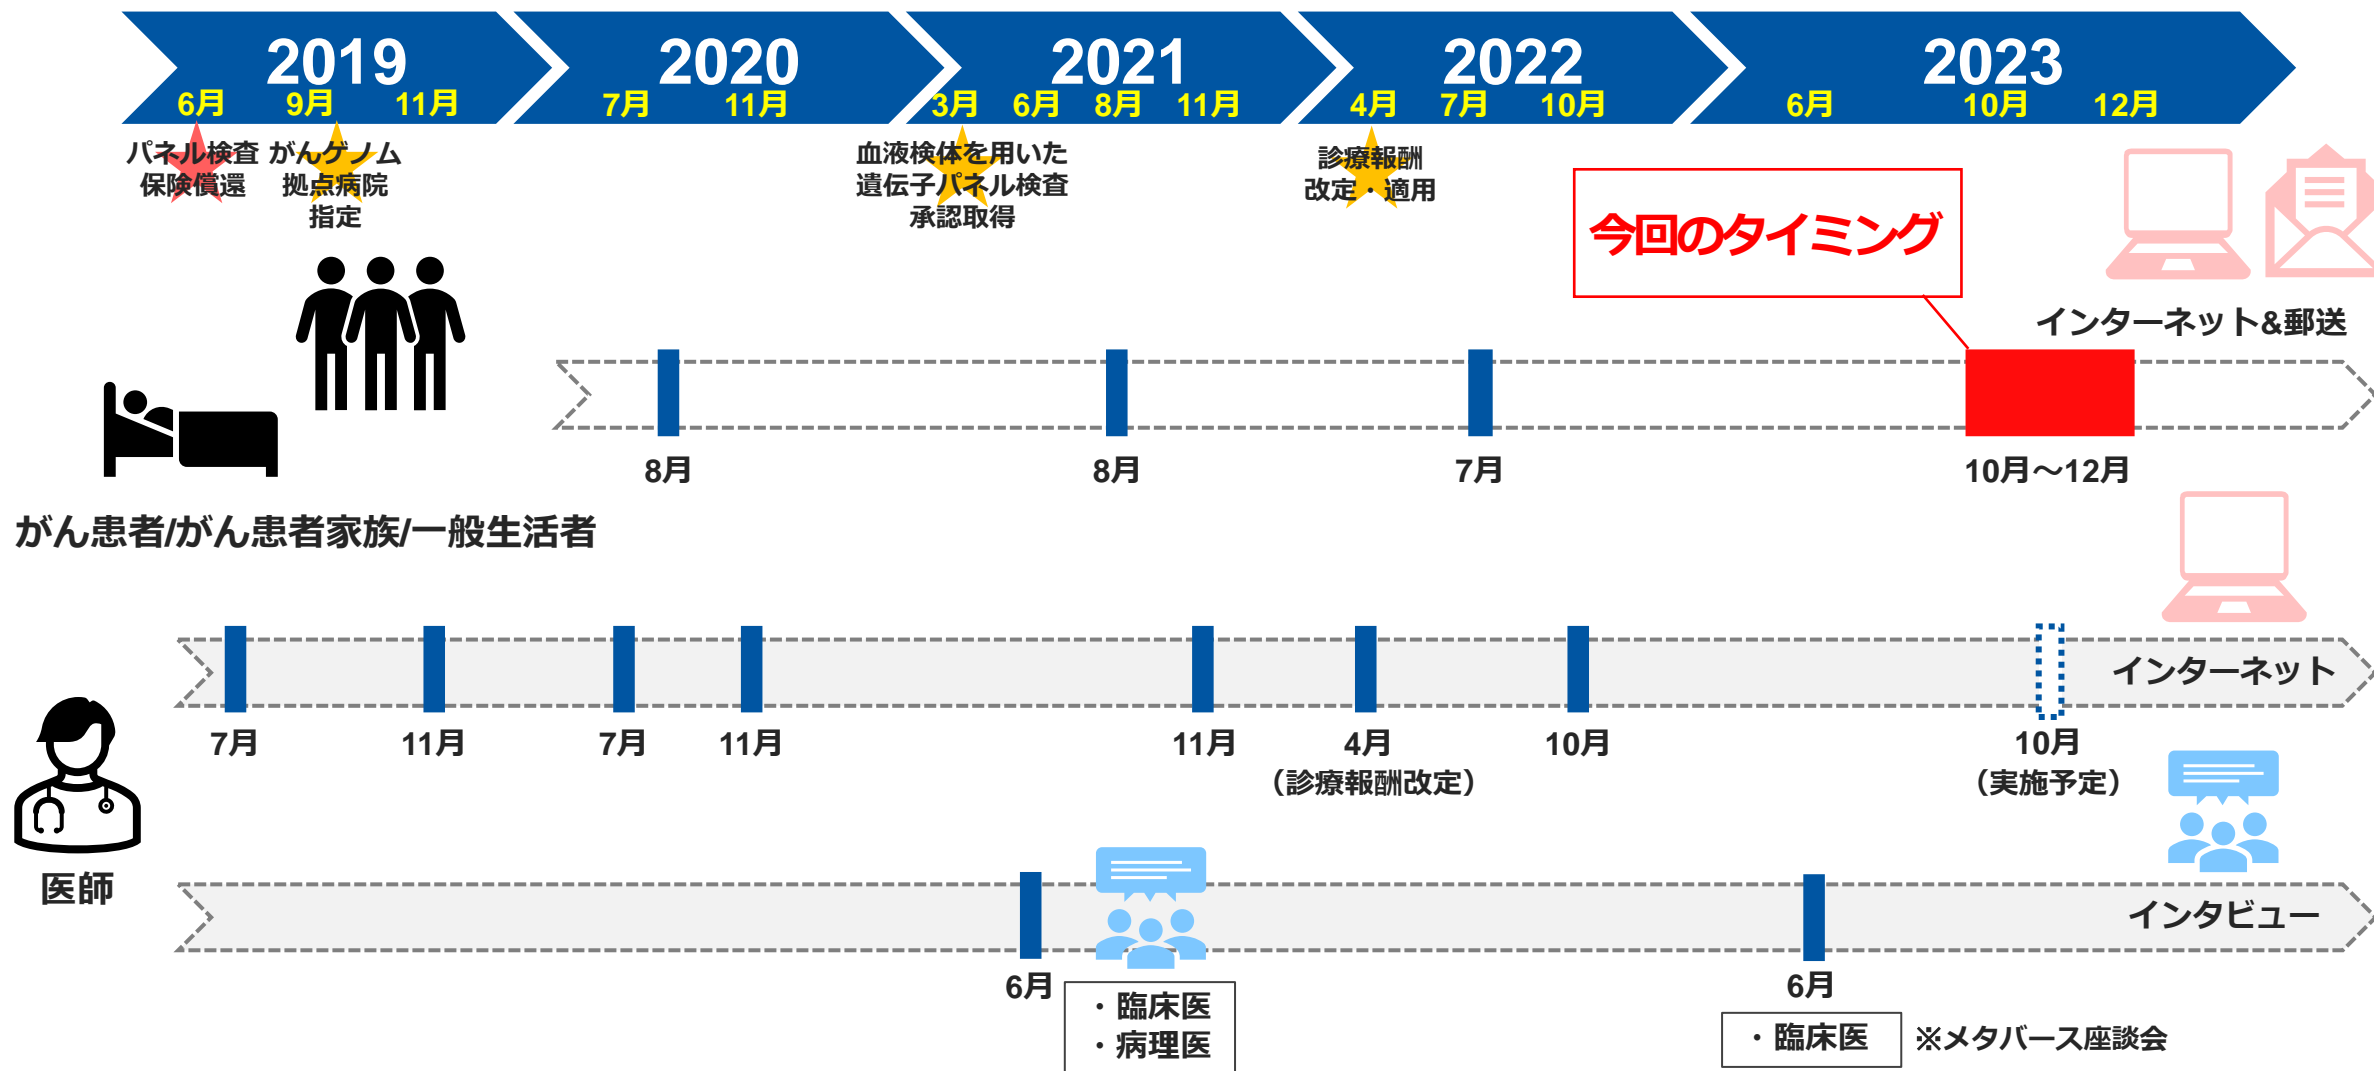 2019
2020
2021
2022
2023
6月 9月 11月
7月 11月
3月 6月 8月 11月
4月 7月 10月
6月 10月 12月
パネル検査
保険償還
がんゲノム
拠点病院
指定
血液検体を用いた
遺伝子パネル検査
承認取得
診療報酬
改定・適用
今回のタイミング
インターネット&郵送
8月
8月
7月
10月～12月
がん患者/がん患者家族/一般生活者
インターネット
7月
11月
7月
11月
11月
4月
（診療報酬改定）
10月
10月
（実施予定）
医師
インタビュー
6月
・臨床医
・病理医
6月
・臨床医
※メタバース座談会